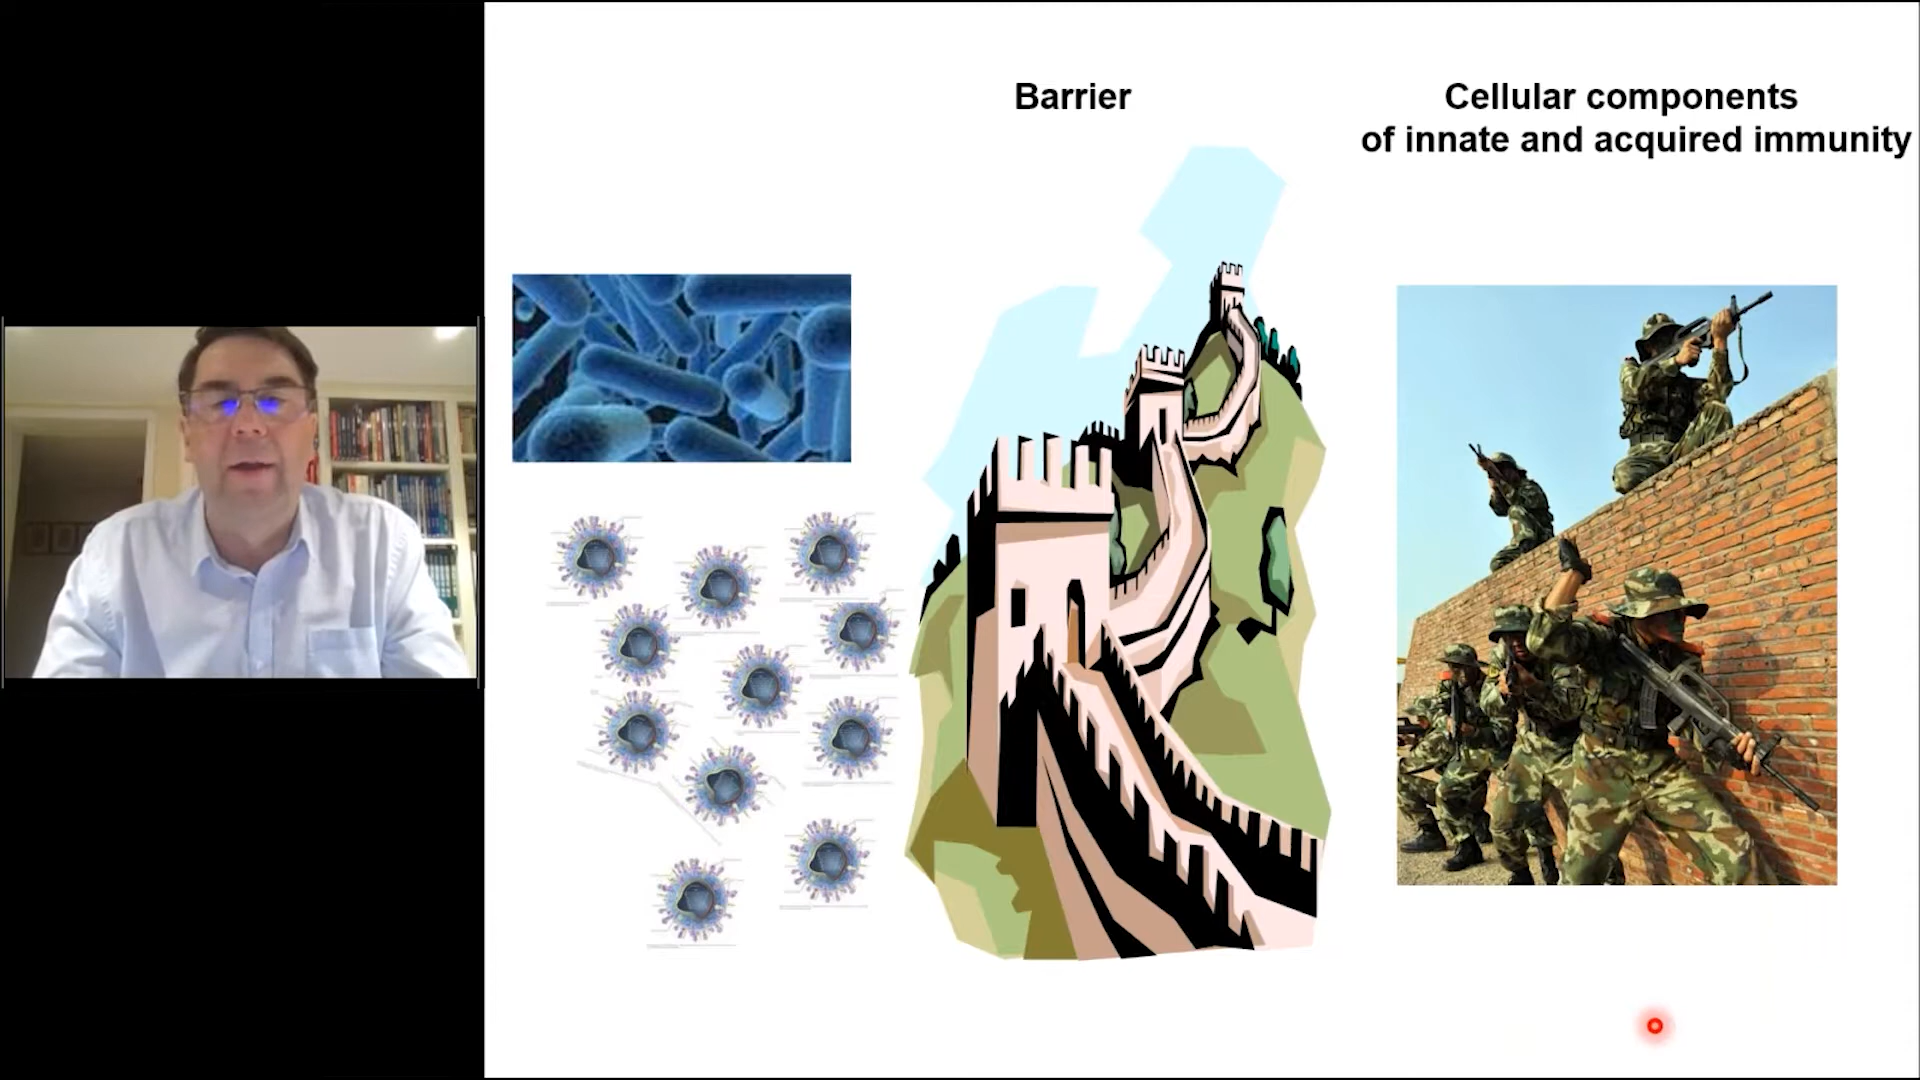 Barrier
Cellular components
of innate and acquired immunity